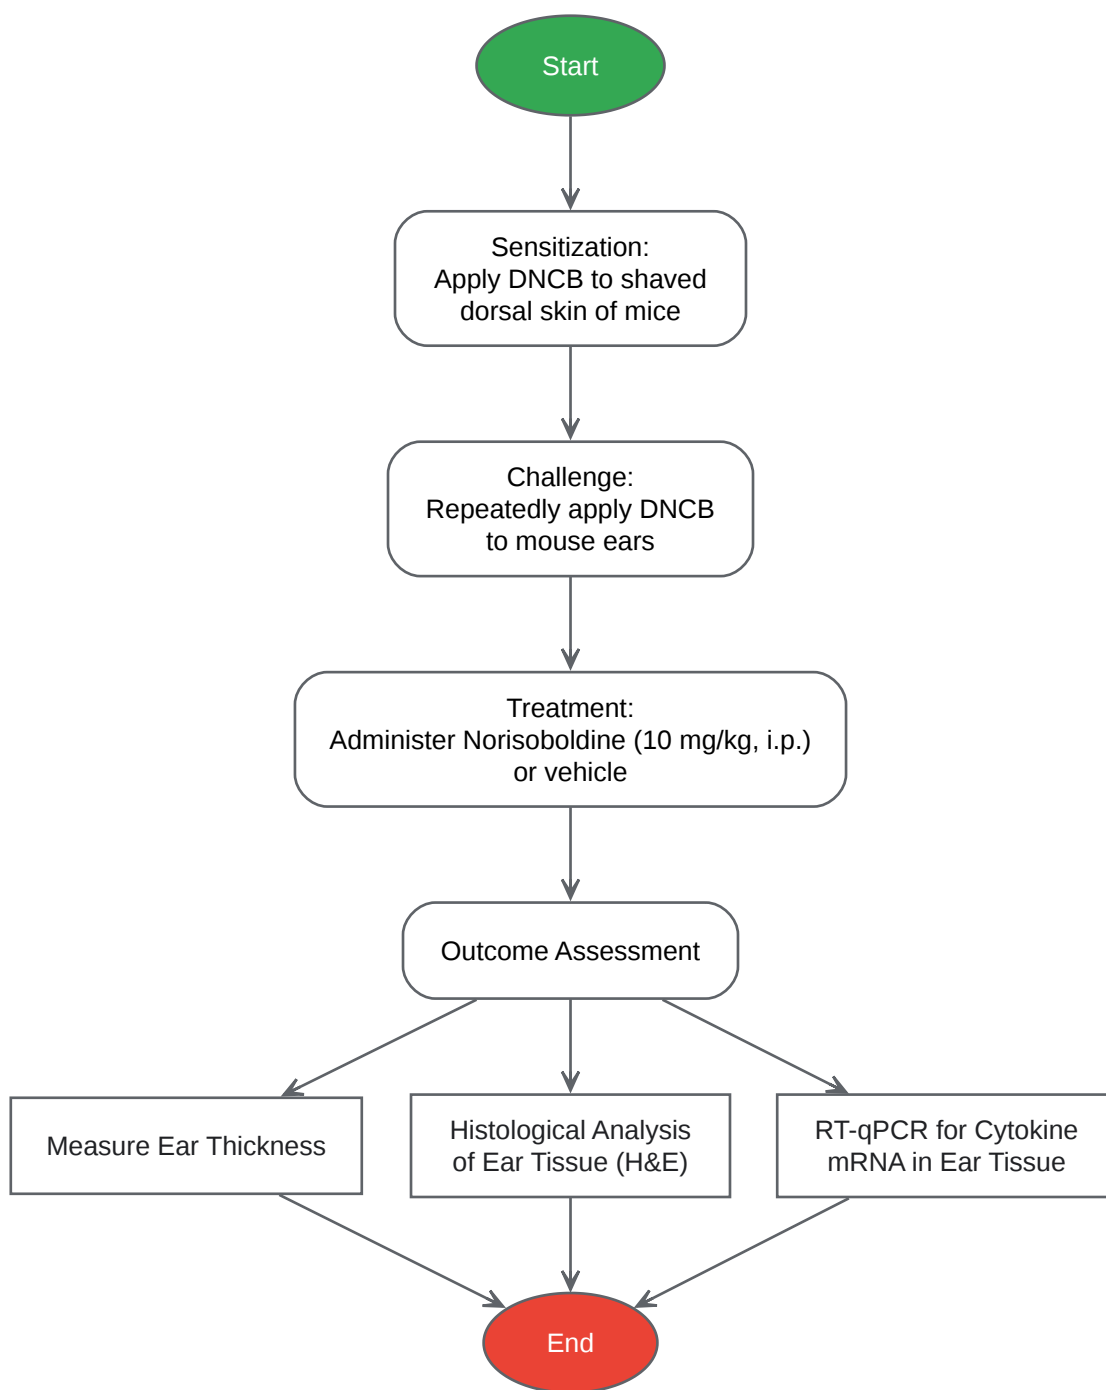 Start
Sensitization:
Apply DNCB to shaved
dorsal skin of mice
Challenge:
Repeatedly apply DNCB
to mouse ears
Treatment:
Administer Norisoboldine (10 mg/kg, i.p.)
or vehicle
Outcome Assessment
Measure Ear Thickness
Histological Analysis
of Ear Tissue (H&E)
RT-qPCR for Cytokine
mRNA in Ear Tissue
End